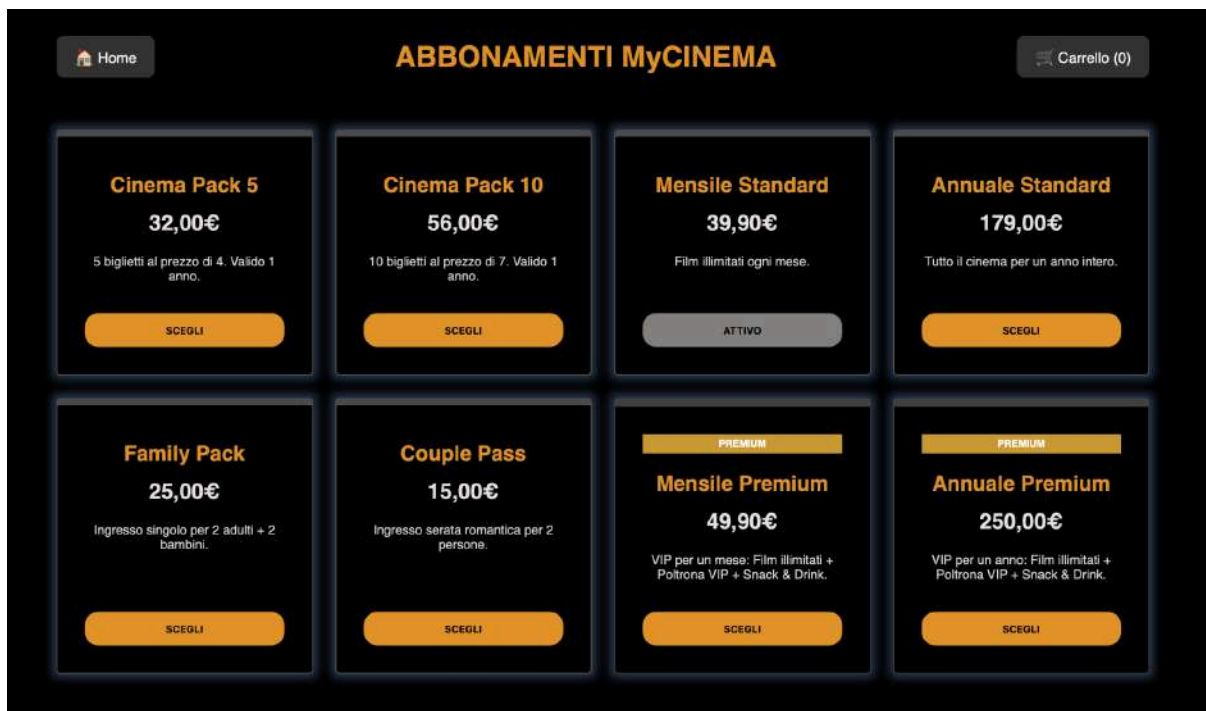 🏠 Home
ABBONAMENTI MyCINEMA
🛒 Carrello (0)
Cinema Pack 5
32,00€
5 biglietti al prezzo di 4. Valido 1
anno.
SCEGLI
Cinema Pack 10
56,00€
10 biglietti al prezzo di 7. Valido 1
anno.
SCEGLI
Mensile Standard
39,90€
Film illimitati ogni mese.
ATTIVO
Annuale Standard
179,00€
Tutto il cinema per un anno intero.
SCEGLI
Family Pack
25,00€
Ingresso singolo per 2 adulti + 2
bambini.
SCEGLI
Couple Pass
15,00€
Ingresso serata romantica per 2
persone.
SCEGLI
PREMIUM
Mensile Premium
49,90€
VIP per un mese: Film illimitati +
Poltrona VIP + Snack & Drink.
SCEGLI
PREMIUM
Annuale Premium
250,00€
VIP per un anno: Film illimitati +
Poltrona VIP + Snack & Drink.
SCEGLI